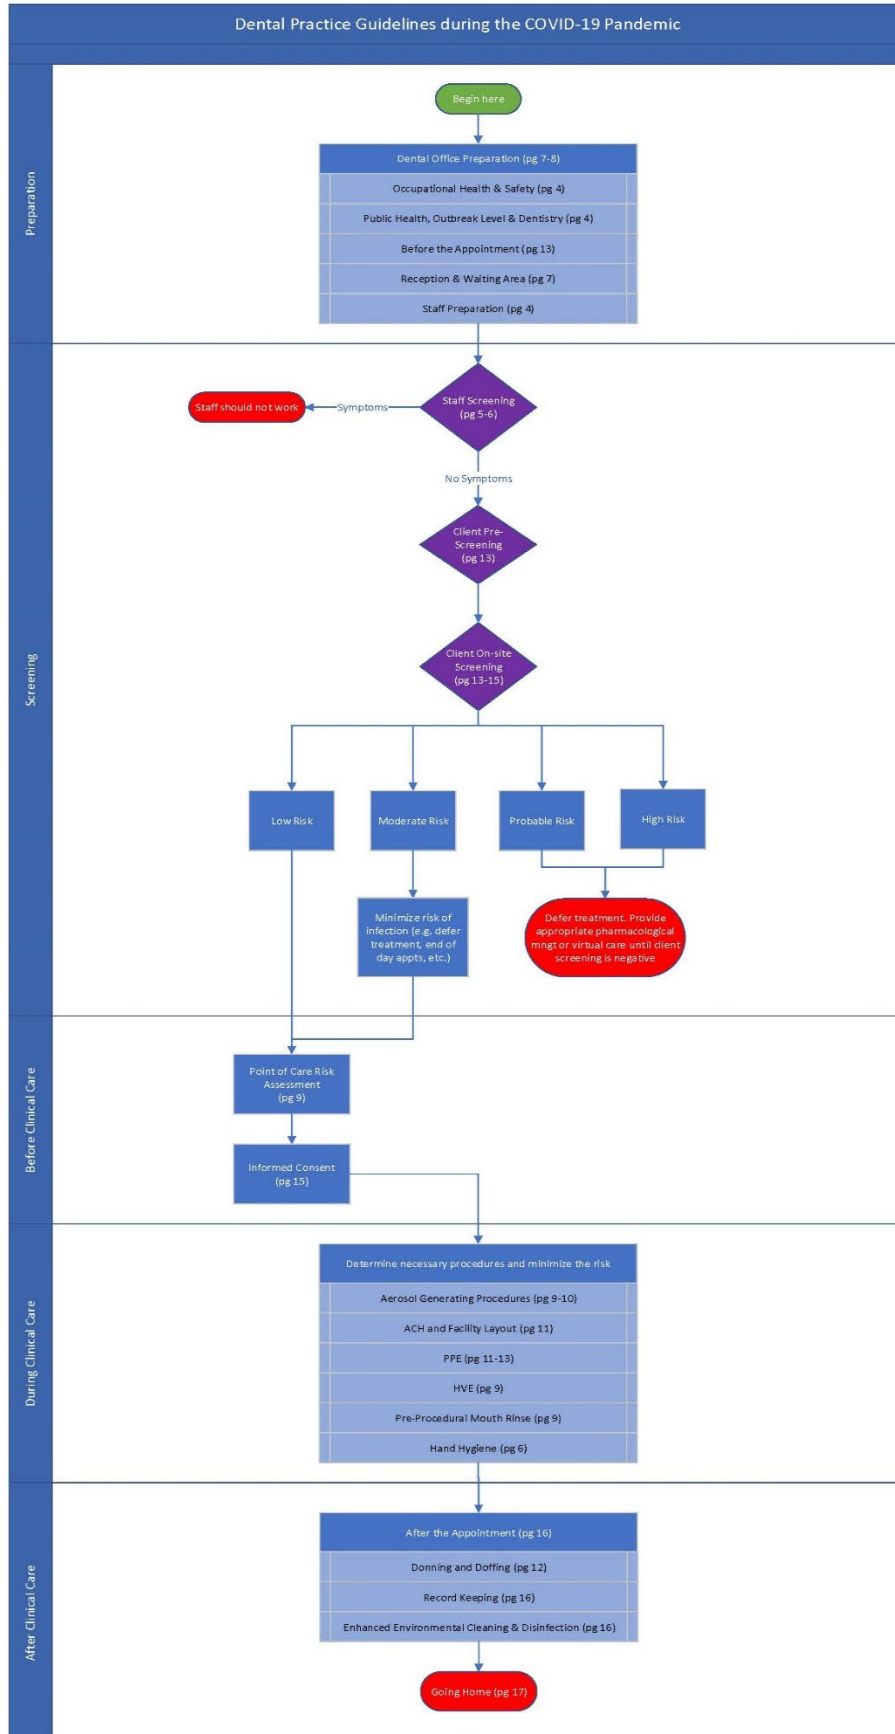 Dental Practice Guidelines during the COVID-19 Pandemic
Preparation
Begin here
Dental Office Preparation (pg 7-8)
Occupational Health & Safety (pg 4)
Public Health, Outbreak Level & Dentistry (pg 4)
Before the Appointment (pg 13)
Reception & Waiting Area (pg 7)
Staff Preparation (pg 4)
Screening
Staff Screening
(pg 5-6)
Symptoms
Staff should not work
No Symptoms
Client Pre-
Screening
(pg 13)
Client On-site
Screening
(pg 13-15)
Low Risk
Moderate Risk
Probable Risk
High Risk
Minimize risk of
infection (e.g. defer
treatment, end of
day appts, etc.)
Defer treatment. Provide
appropriate pharmacological
mngt or virtual care until client
screening is negative
Before Clinical Care
Point of Care Risk
Assessment
(pg 9)
Informed Consent
(pg 15)
During Clinical Care
Determine necessary procedures and minimize the risk
Aerosol Generating Procedures (pg 9-10)
ACH and Facility Layout (pg 11)
PPE (pg 11-13)
HVE (pg 9)
Pre-Procedural Mouth Rinse (pg 9)
Hand Hygiene (pg 6)
After Clinical Care
After the Appointment (pg 16)
Donning and Doffing (pg 12)
Record Keeping (pg 16)
Enhanced Environmental Cleaning & Disinfection (pg 16)
Going Home (pg 17)